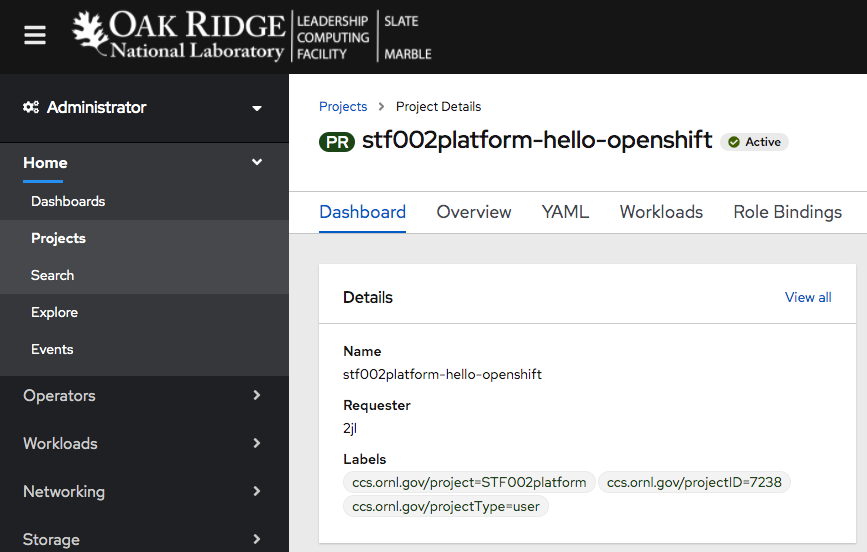 OAK RIDGE
National Laboratory
LEADERSHIP
COMPUTING
FACILITY
SLATE
MARBLE
Administrator
Home
Dashboards
Projects
Search
Explore
Events
Operators
Workloads
Networking
Storage
Projects > Project Details
PR stf002platform-hello-openshift Active
Dashboard Overview YAML Workloads Role Bindings
Details View all
Name
stf002platform-hello-openshift
Requester
2jl
Labels
ccs.ornl.gov/project=STF002platform ccs.ornl.gov/projectID=7238
ccs.ornl.gov/projectType=user